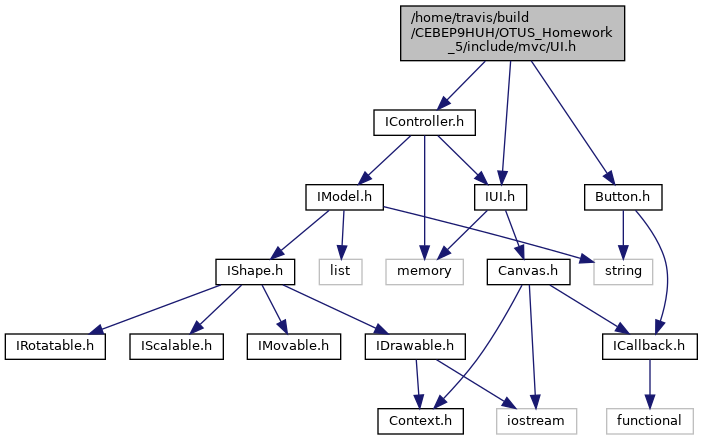 /home/travis/build
/CEBEP9HUH/OTUS_Homework
_5/include/mvc/UI.h
IController.h
IModel.h
IUI.h
Button.h
IShape.h
list
memory
Canvas.h
string
IRotatable.h
IScalable.h
IMovable.h
IDrawable.h
ICallback.h
Context.h
iostream
functional